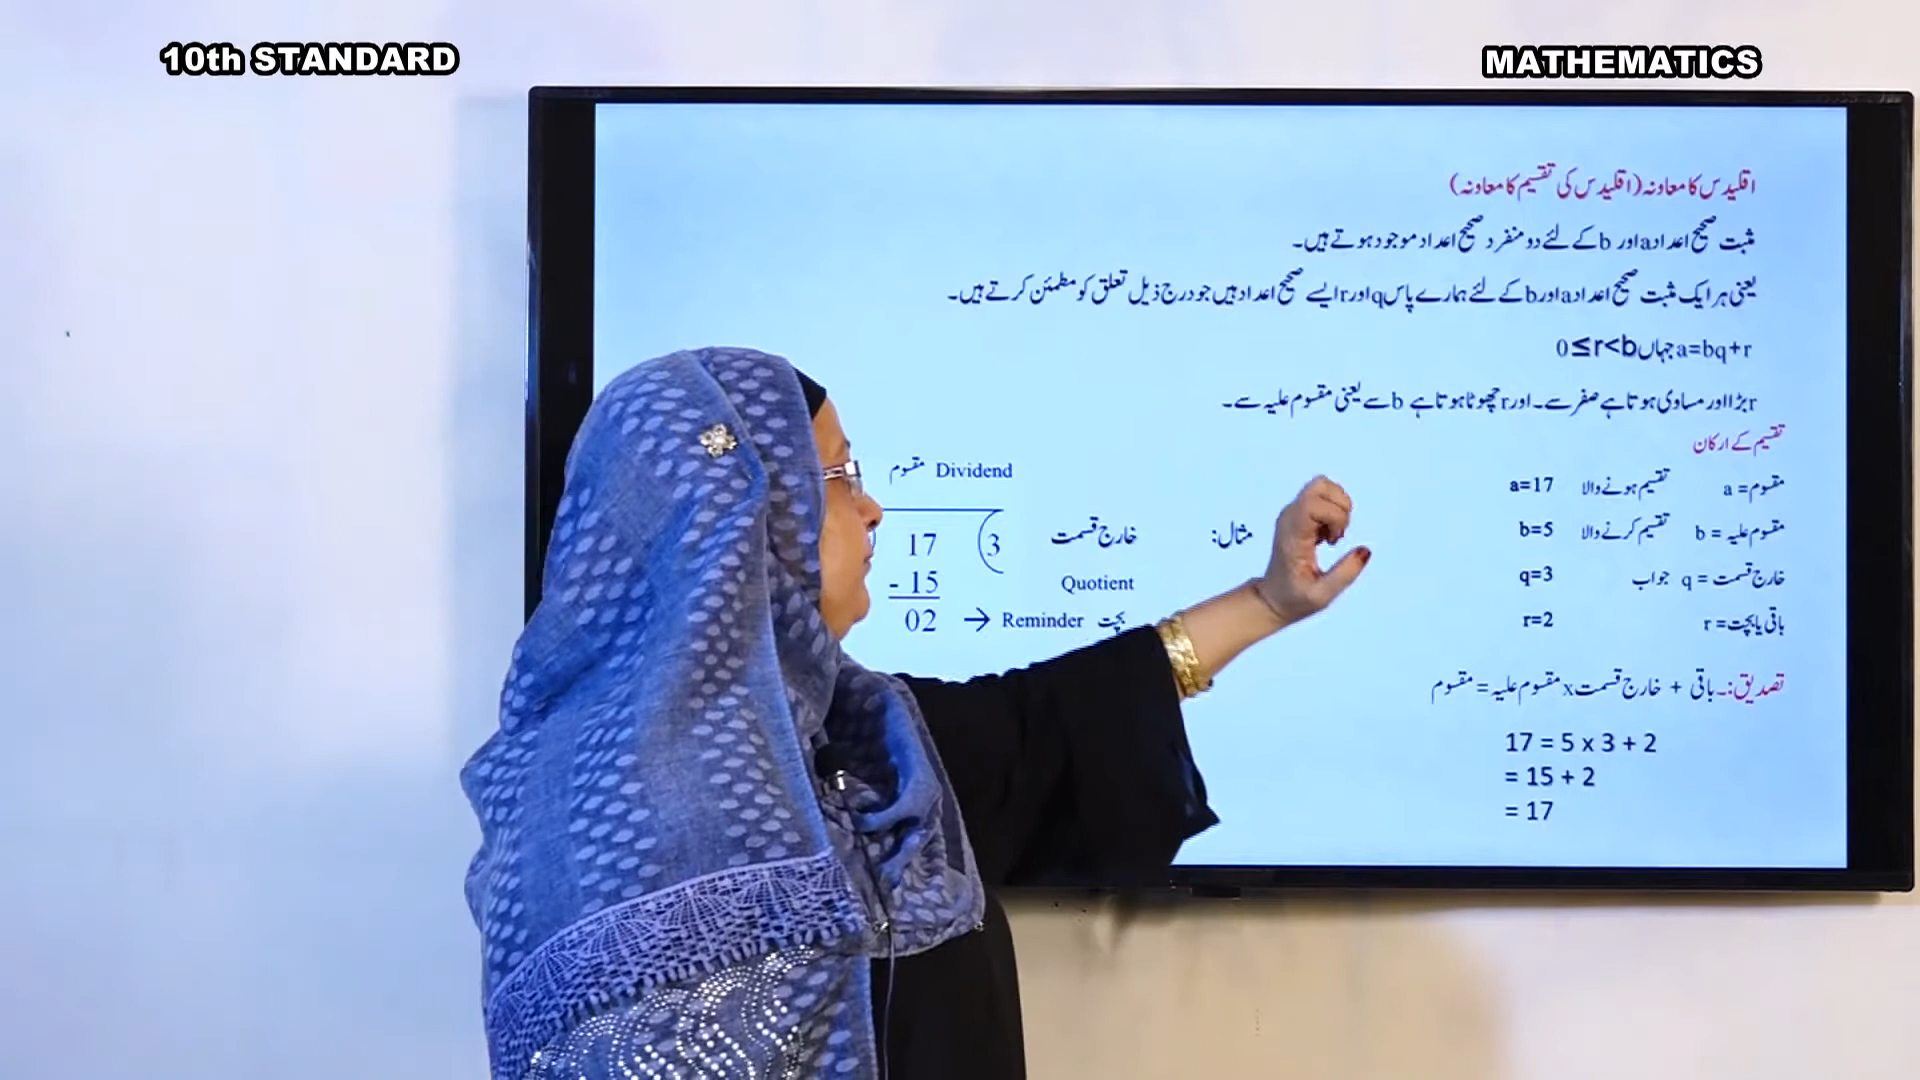 10th STANDARD
MATHEMATICS
اقلیدس کا معاونہ (اقلیدس کی تقسیم کا معاونہ)
مثبت صحیح اعداد a اور b کے لئے دو منفرد صحیح اعداد موجود ہوتے ہیں۔
یعنی ہر ایک مثبت صحیح اعداد a اور b کے لئے ہمارے پاس q اور r ایسے صحیح اعداد ہیں جو درج ذیل تعلق کو مطمئن کرتے ہیں۔
a=bq+r جہاں 0≤r<b
r بڑا اور مساوی ہوتا ہے صفر سے۔ اور r چھوٹا ہوتا ہے b سے یعنی مقسوم علیہ سے۔
تقسیم کے ارکان
مقسوم = a تقسیم ہونے والا a=17
مقسوم علیہ = b تقسیم کرنے والا b=5
خارج قسمت = q جواب q=3
باقی یا بچت = r r=2
تصدیق:۔ باقی + خارج قسمت x مقسوم علیہ = مقسوم
17 = 5 x 3 + 2
= 15 + 2
= 17
مثال:
مقسوم Dividend
17 3 خارج قسمت
- 15 Quotient
02 → Reminder بچت